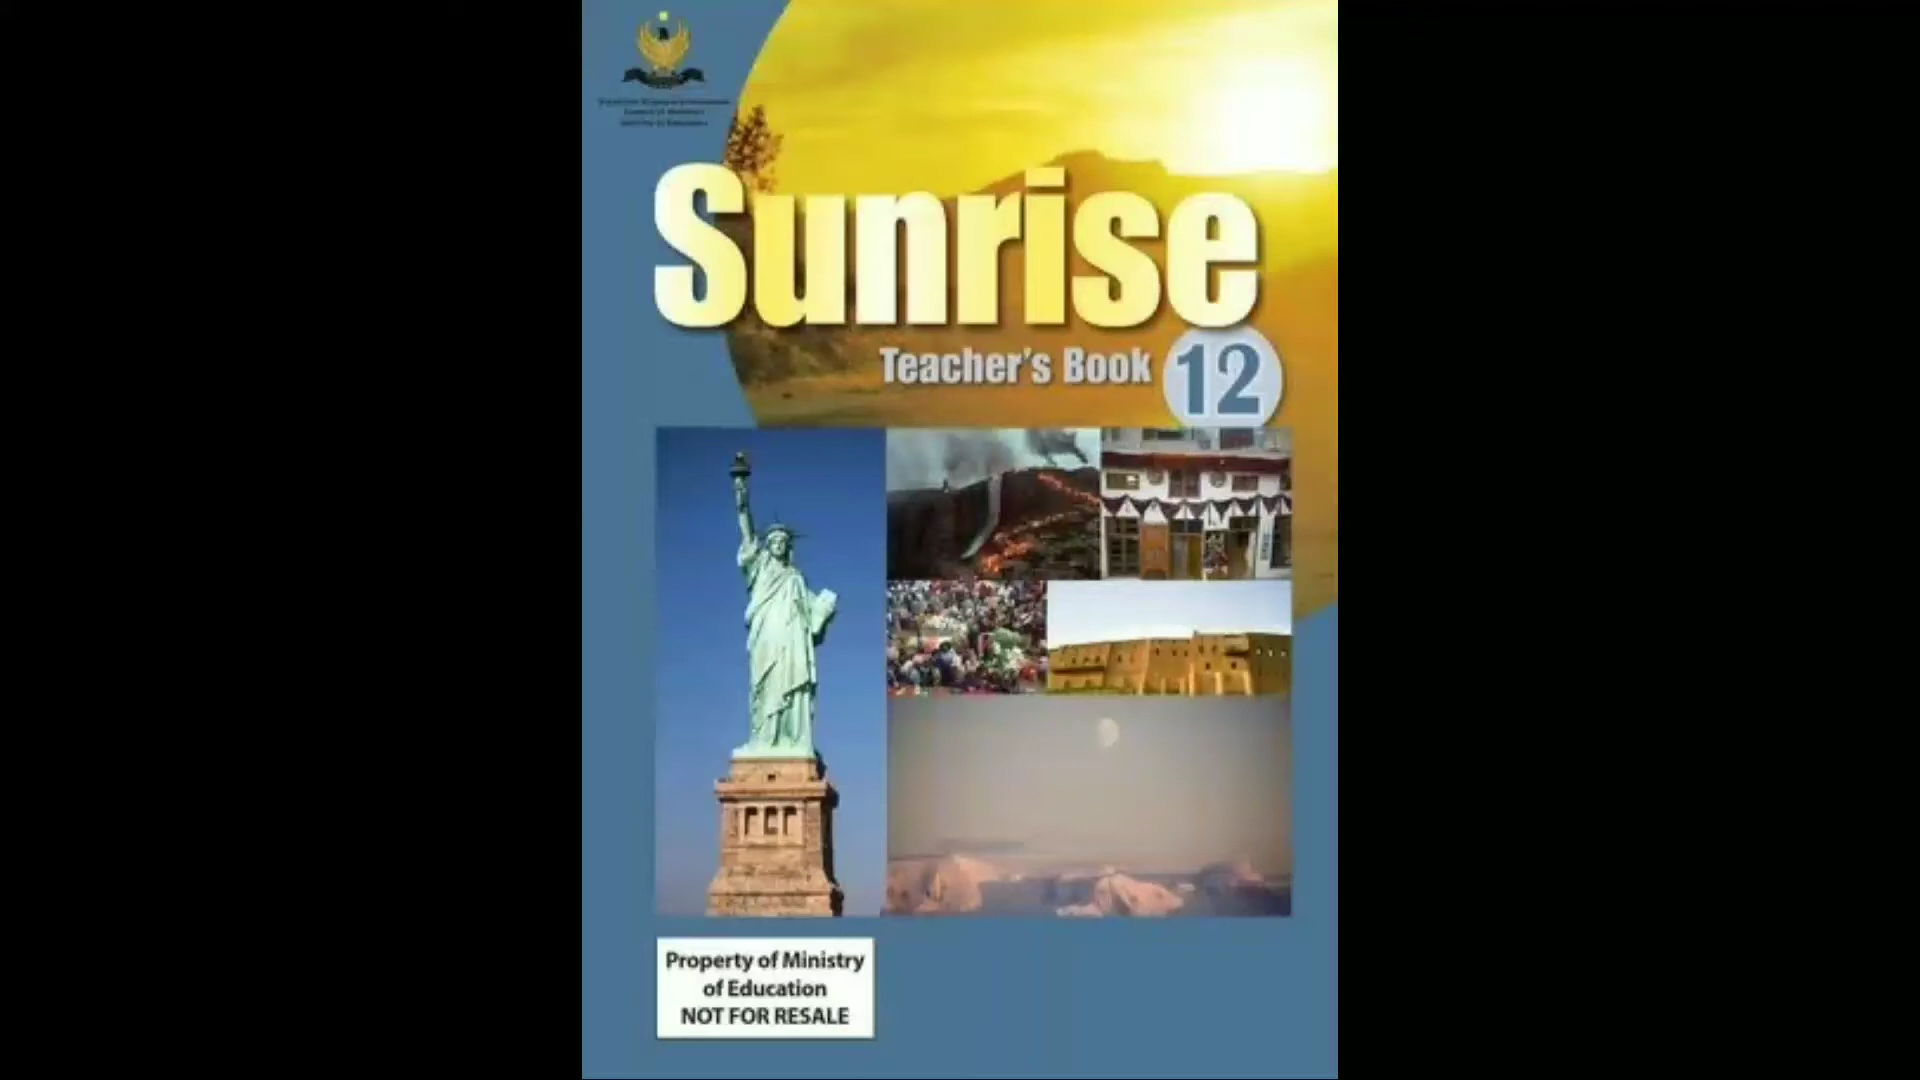 Sunrise
Teacher's Book 12
Property of Ministry
of Education
NOT FOR RESALE